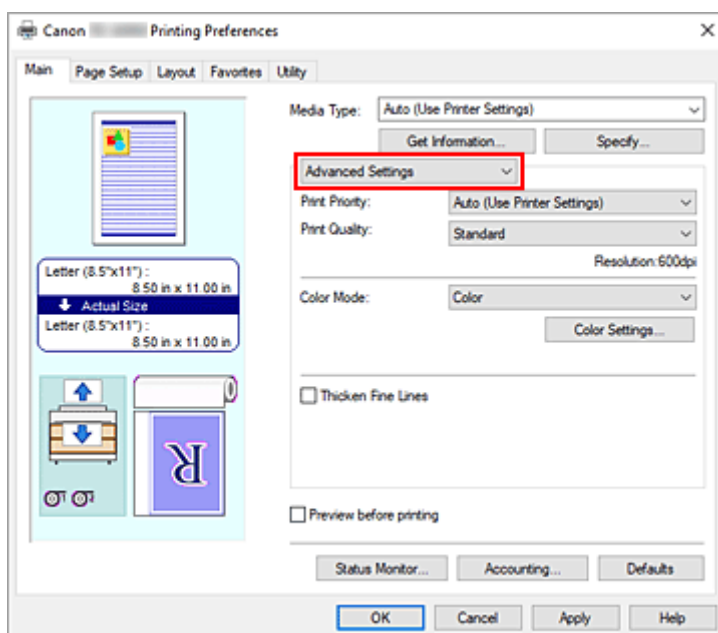 Canon Printing Preferences
Main Page Setup Layout Favorites Utility
Media Type: Auto (Use Printer Settings)
Get Information... Specify...
Advanced Settings
Print Priority: Auto (Use Printer Settings)
Print Quality: Standard
Resolution:600dpi
Letter (8.5"x11") :
8.50 in x 11.00 in
Actual Size
Letter (8.5"x11") :
8.50 in x 11.00 in
Color Mode: Color
Color Settings...
Thicken Fine Lines
R
Preview before printing
Status Monitor... Accounting... Defaults
OK Cancel Apply Help